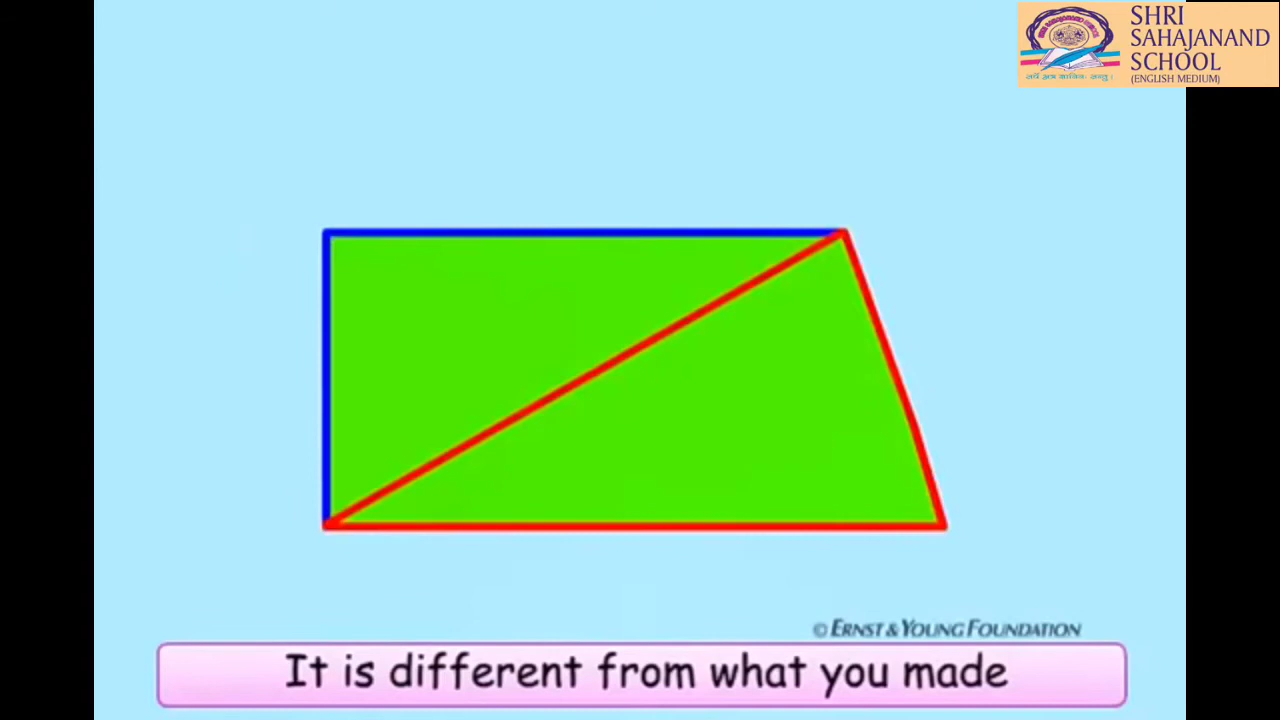 SHRI
SAHAJANAND
SCHOOL
(ENGLISH MEDIUM)
© ERNST & YOUNG FOUNDATION
It is different from what you made